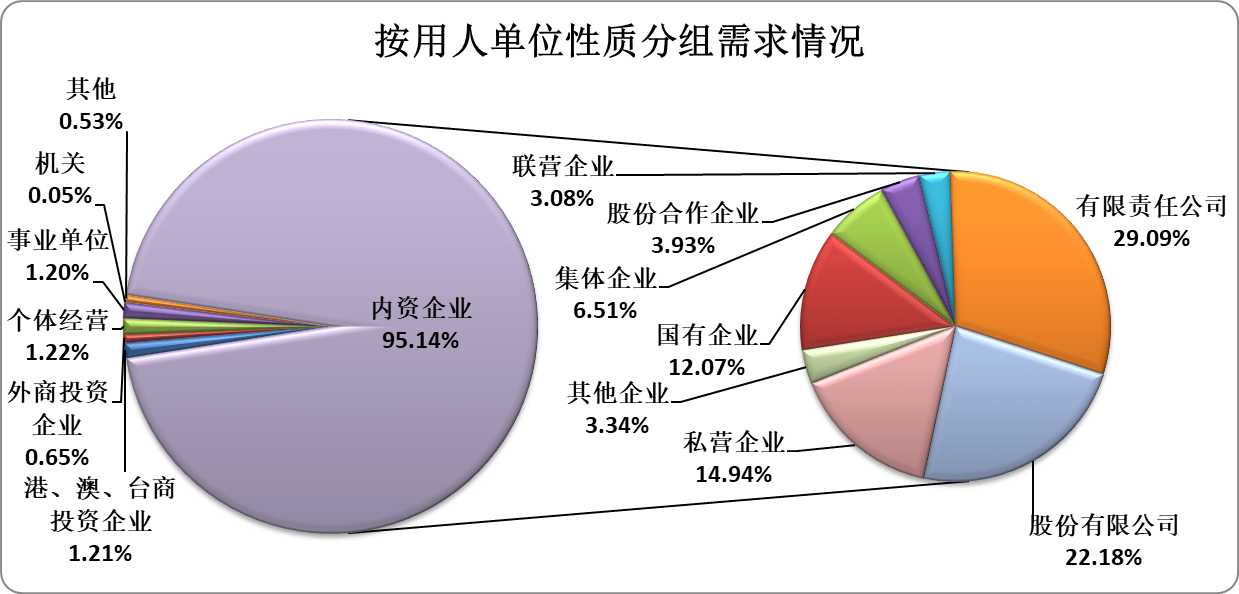 按用人单位性质分组需求情况
其他
0.53%
机关
0.05%
事业单位
1.20%
个体经营
1.22%
外商投资
企业
0.65%
港、澳、台商
投资企业
1.21%
内资企业
95.14%
联营企业
3.08%
股份合作企业
3.93%
集体企业
6.51%
国有企业
12.07%
其他企业
3.34%
私营企业
14.94%
有限责任公司
29.09%
股份有限公司
22.18%